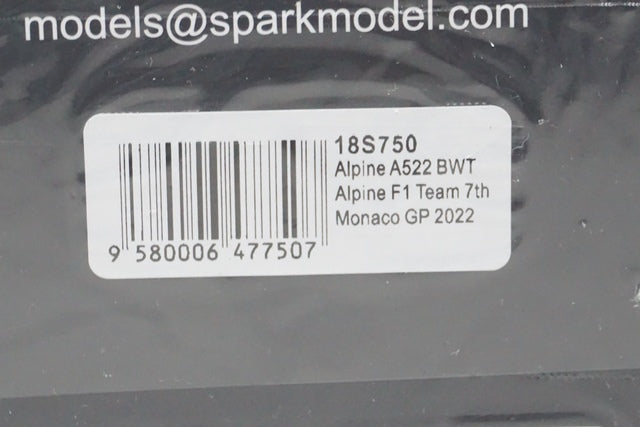 models@sparkmodel.com
18S750
Alpine A522 BWT
Alpine F1 Team 7th
Monaco GP 2022
9 580006 477507